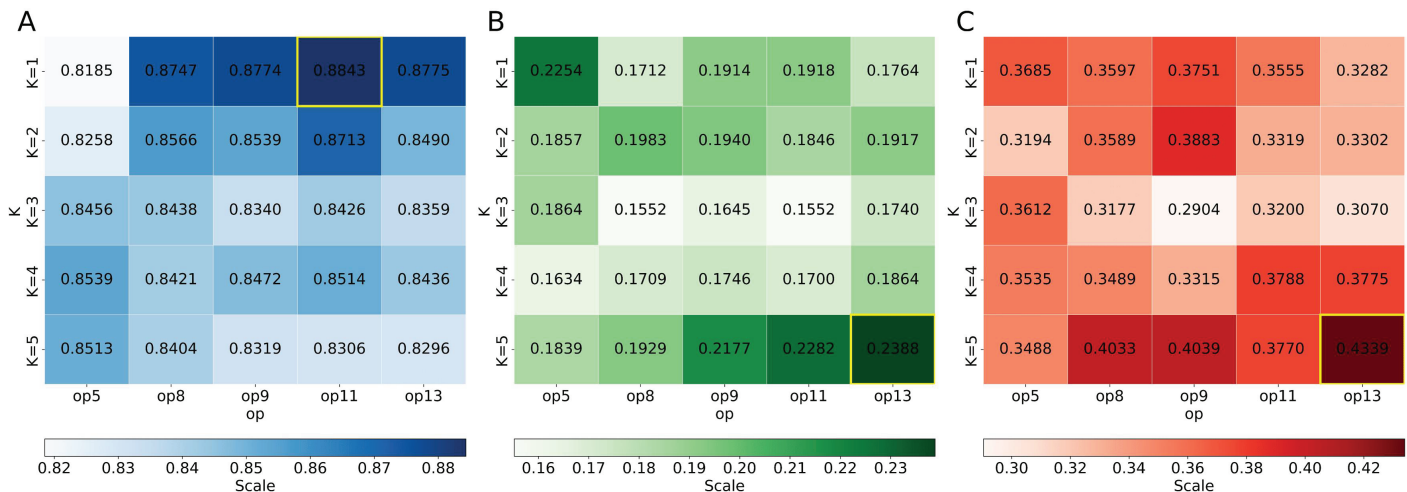 A
K=1 0.8185 0.8747 0.8774 0.8843 0.8775
K=2 0.8258 0.8566 0.8539 0.8713 0.8490
K
K=3 0.8456 0.8438 0.8340 0.8426 0.8359
K=4 0.8539 0.8421 0.8472 0.8514 0.8436
K=5 0.8513 0.8404 0.8319 0.8306 0.8296
op5 op8 op9 op11 op13
op
0.82 0.83 0.84 0.85 0.86 0.87 0.88
Scale
B
K=1 0.2254 0.1712 0.1914 0.1918 0.1764
K=2 0.1857 0.1983 0.1940 0.1846 0.1917
K
K=3 0.1864 0.1552 0.1645 0.1552 0.1740
K=4 0.1634 0.1709 0.1746 0.1700 0.1864
K=5 0.1839 0.1929 0.2177 0.2282 0.2388
op5 op8 op9 op11 op13
op
0.16 0.17 0.18 0.19 0.20 0.21 0.22 0.23
Scale
C
K=1 0.3685 0.3597 0.3751 0.3555 0.3282
K=2 0.3194 0.3589 0.3883 0.3319 0.3302
K
K=3 0.3612 0.3177 0.2904 0.3200 0.3070
K=4 0.3535 0.3489 0.3315 0.3788 0.3775
K=5 0.3488 0.4033 0.4039 0.3770 0.4339
op5 op8 op9 op11 op13
op
0.30 0.32 0.34 0.36 0.38 0.40 0.42
Scale